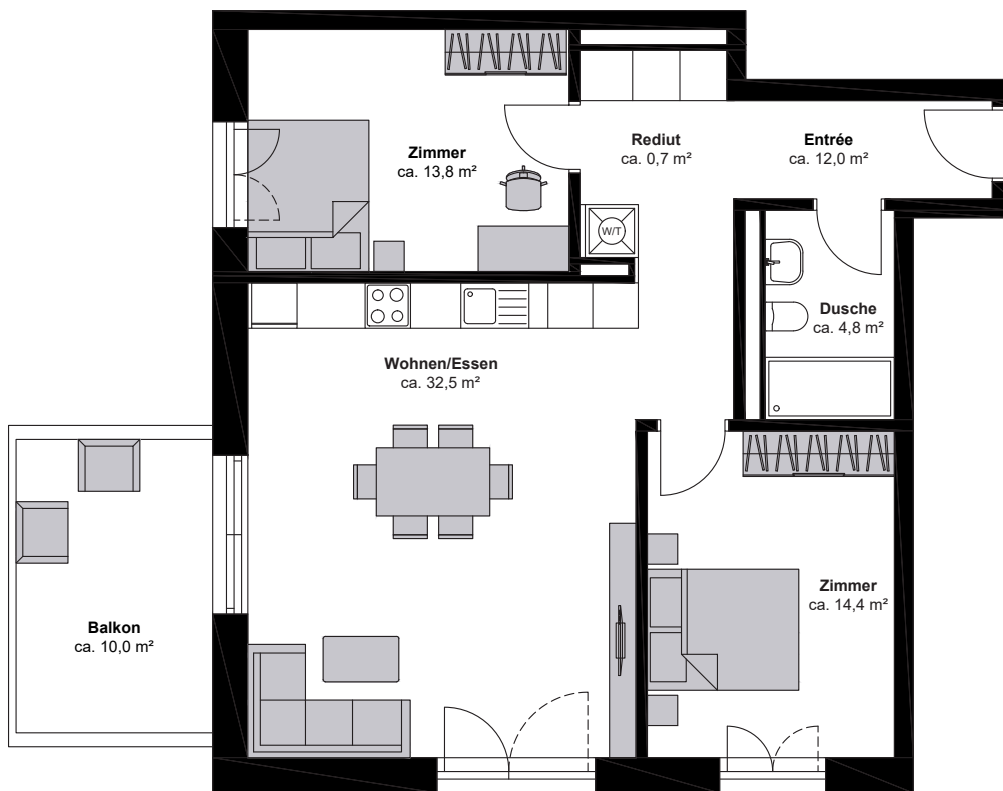 Zimmer
ca. 13,8 m²
Rediut
ca. 0,7 m²
Entrée
ca. 12,0 m²
W/T
Dusche
ca. 4,8 m²
Wohnen/Essen
ca. 32,5 m²
Zimmer
ca. 14,4 m²
Balkon
ca. 10,0 m²